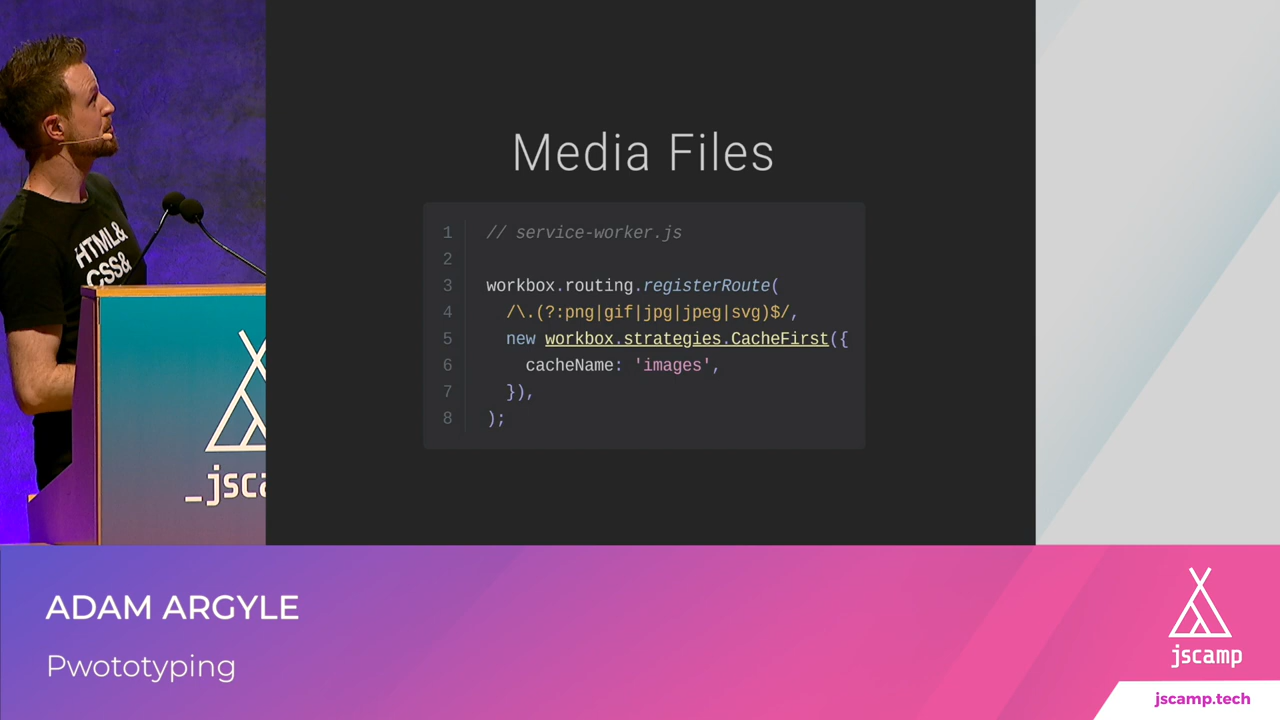 HTML&
CSS&
_jsca
Media Files
1 // service-worker.js
2
3 workbox.routing.registerRoute(
4 /\.(?:png|gif|jpg|jpeg|svg)$/,
5 new workbox.strategies.CacheFirst({
6 cacheName: 'images',
7 }),
8 );
ADAM ARGYLE
Pwototyping
jscamp
jscamp.tech